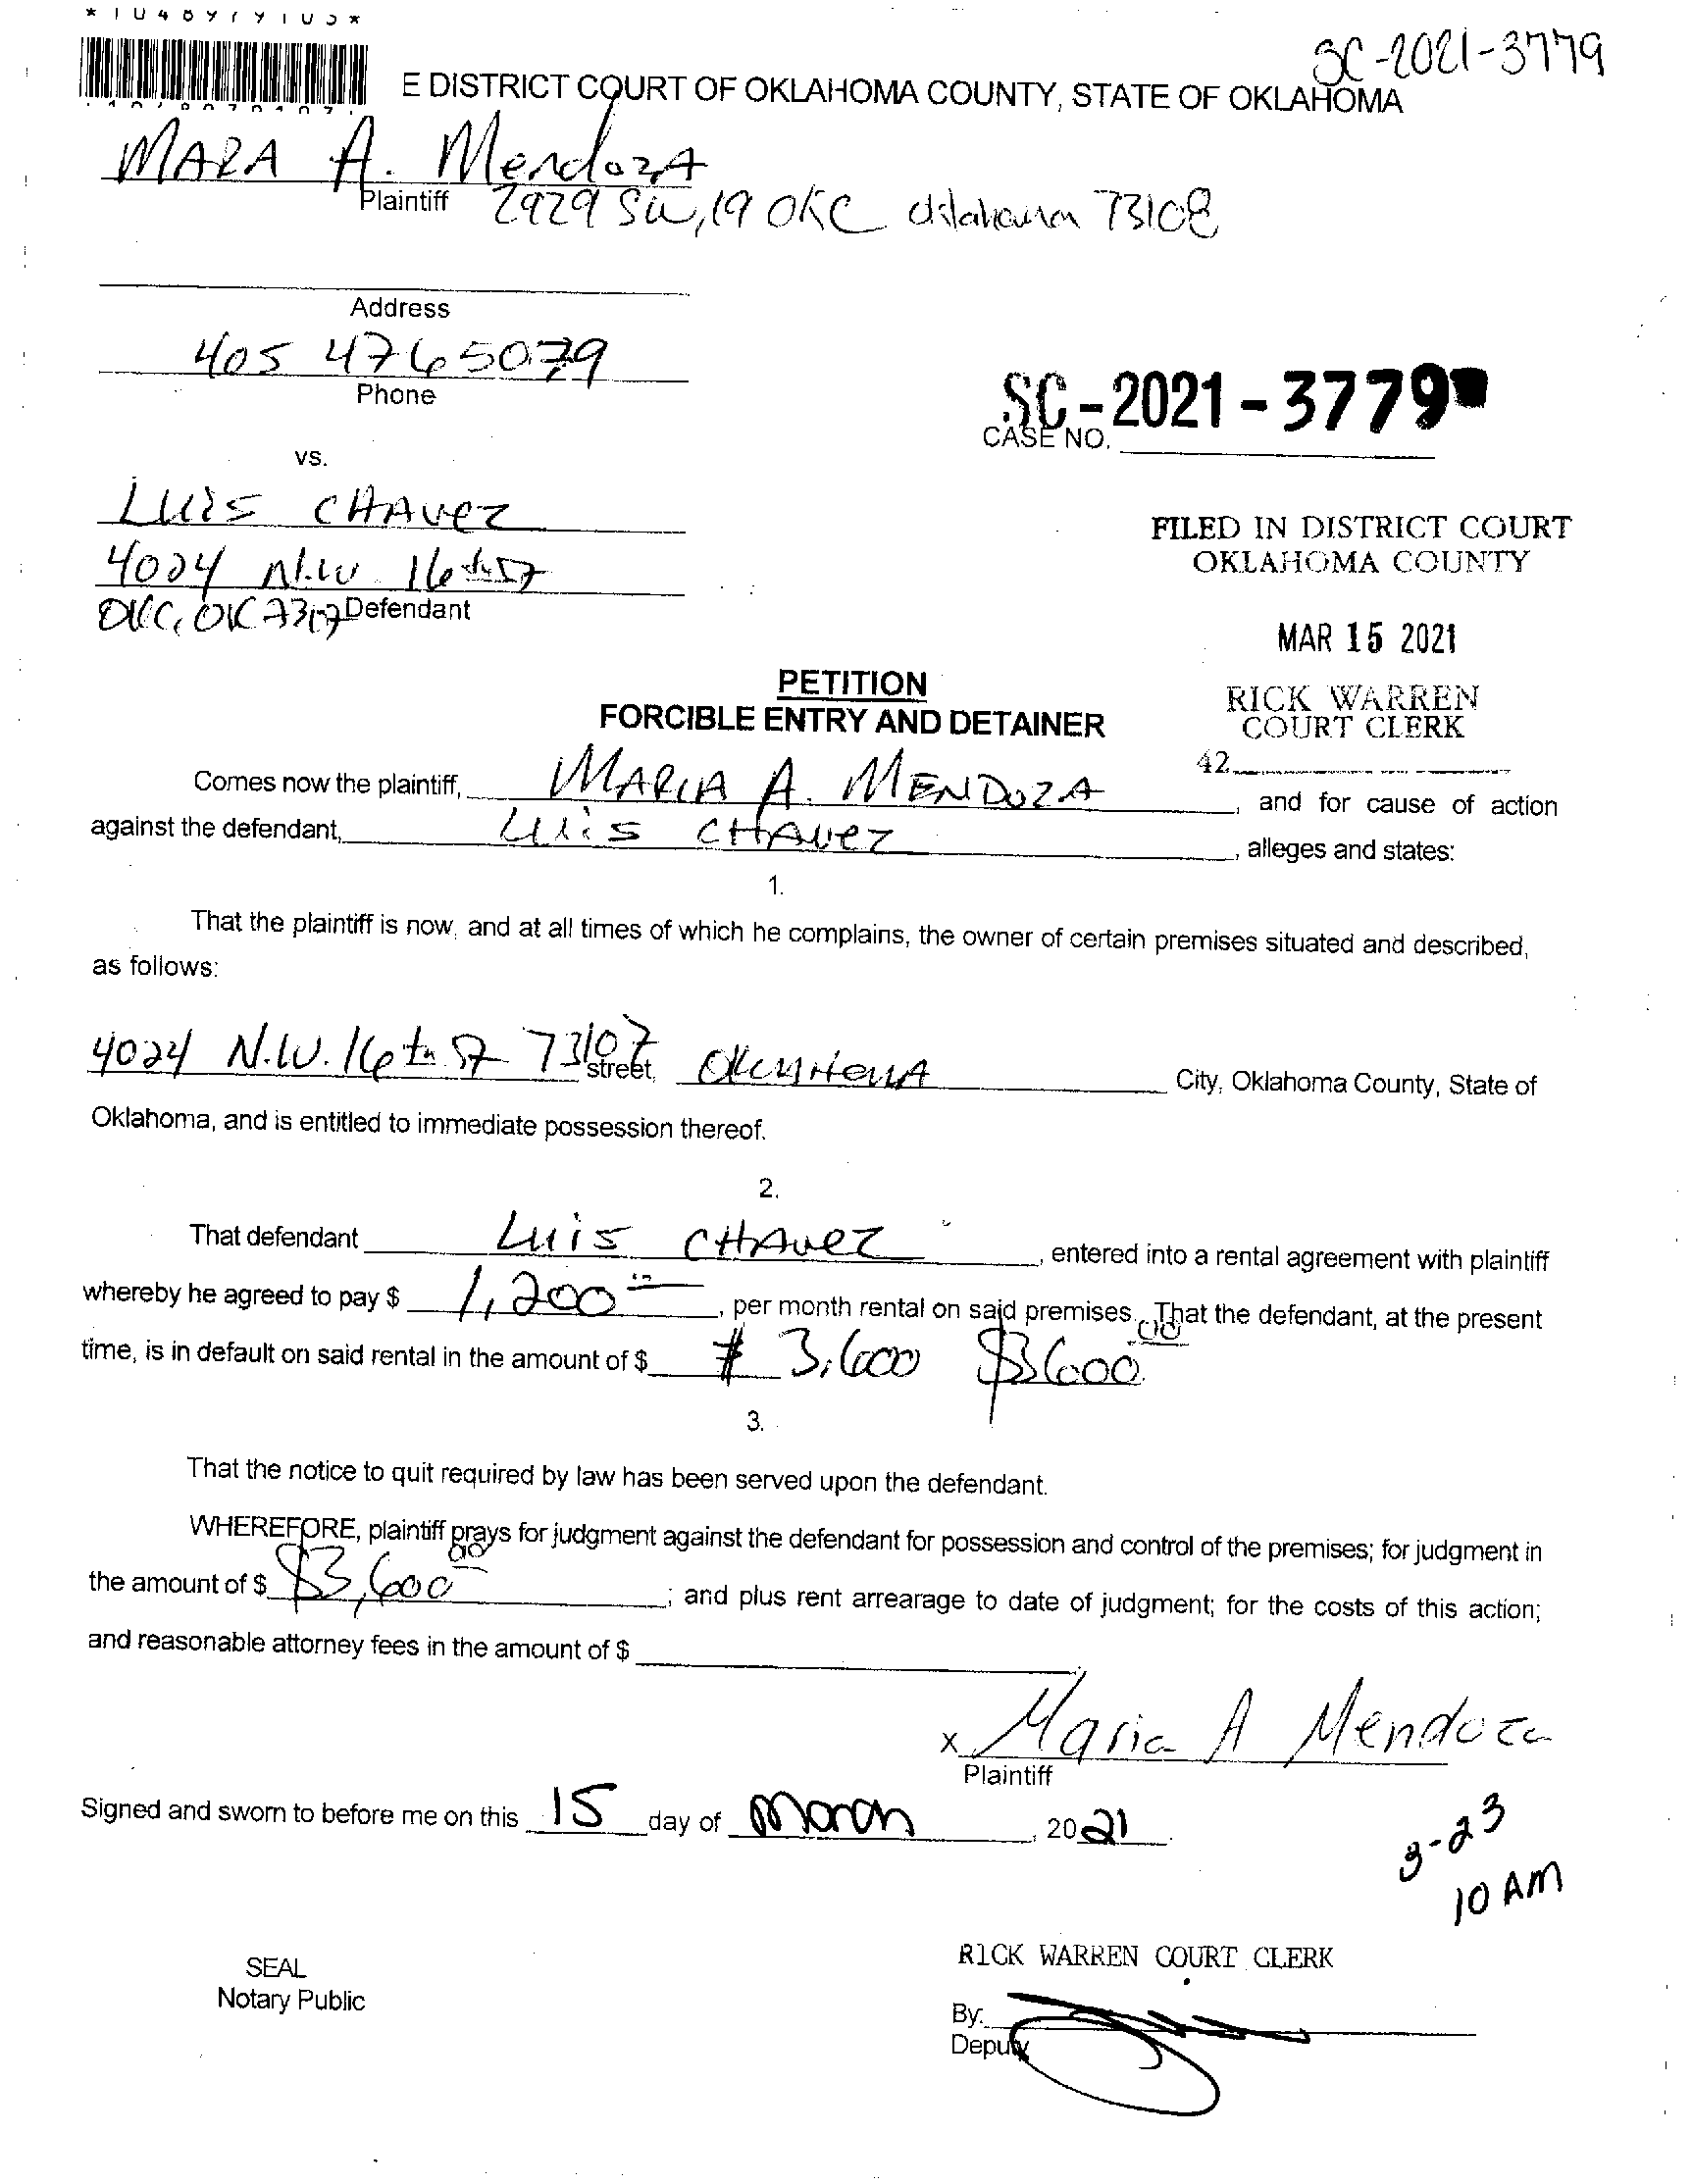 SC-2021-3779
E DISTRICT COURT OF OKLAHOMA COUNTY, STATE OF OKLAHOMA
MARA A. MendozA
Plaintiff 2929 SW, 19 OKC Oklahoma 73108
Address
405 476 5079
Phone
SC-2021-3779
CASE NO.
vs.
LUIS CHAVEZ
4024 N.W. 16th ST
OKC, OK 73107 Defendant
FILED IN DISTRICT COURT
OKLAHOMA COUNTY
MAR 15 2021
RICK WARREN
COURT CLERK
42
PETITION
FORCIBLE ENTRY AND DETAINER
Comes now the plaintiff, MARIA A. MENDOZA, and for cause of action
against the defendant, Luis CHAVEZ, alleges and states:
1.
That the plaintiff is now, and at all times of which he complains, the owner of certain premises situated and described,
as follows:
4024 N.W. 16th ST 73107 street, City, Oklahoma County, State of
Oklahoma, and is entitled to immediate possession thereof.
2.
That defendant Luis CHAVEZ, entered into a rental agreement with plaintiff
whereby he agreed to pay $ 1,200, per month rental on said premises. That the defendant, at the present
time, is in default on said rental in the amount of $ 3,600 $3600.00
3.
That the notice to quit required by law has been served upon the defendant.
WHEREFORE, plaintiff prays for judgment against the defendant for possession and control of the premises; for judgment in
the amount of $ $3,600.00; and plus rent arrearage to date of judgment; for the costs of this action;
and reasonable attorney fees in the amount of $
x Maria A Mendoza
Plaintiff
Signed and sworn to before me on this 15 day of March, 2021
3-23
10 AM
SEAL
Notary Public
RICK WARREN COURT CLERK
By:
Deputy